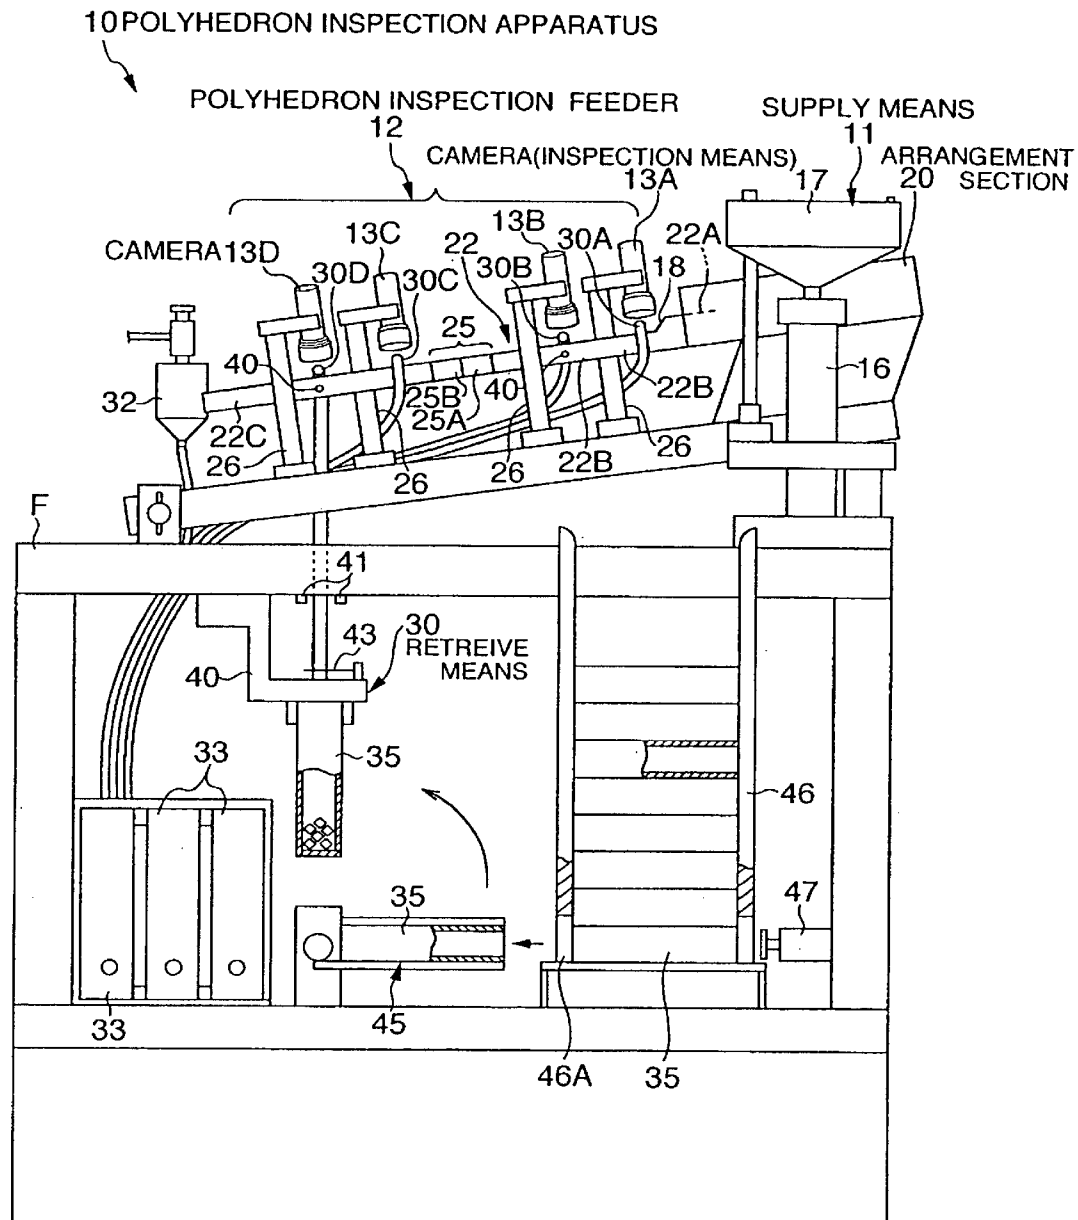 10 POLYHEDRON INSPECTION APPARATUS
POLYHEDRON INSPECTION FEEDER
12
SUPPLY MEANS
11
CAMERA(INSPECTION MEANS)
13A
17
ARRANGEMENT
20 SECTION
CAMERA 13D
13C
13B
22
30A
22A
30D
30C
30B
18
25
40
40
32
25B
25A
22B
16
22C
26
26
26
22B
26
F
41
43
30
RETREIVE
MEANS
40
35
33
46
35
47
33
45
46A
35